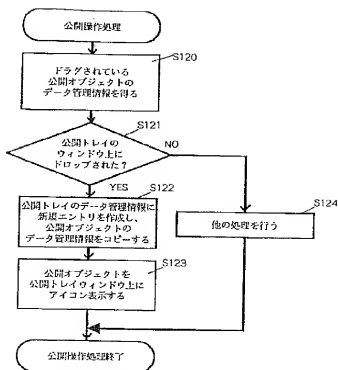 公開操作処理
S120
ドラグされている
公開オブジェクトの
データ管理情報を得る
S121
公開トレイの
ウィンドウ上に
ドロップされた?
NO
YES
S122
公開トレイのデータ管理情報に
新規エントリを作成し、
公開オブジェクトの
データ管理情報をコピーする
S124
他の処理を行う
S123
公開オブジェクトを
公開トレイウィンドウ上に
アイコン表示する
公開操作処理終了